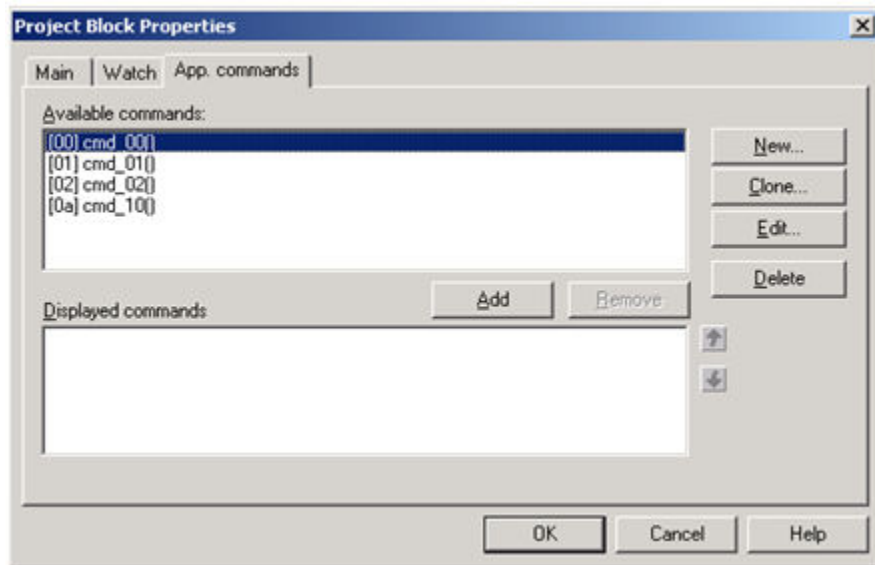 Project Block Properties
Main Watch App. commands
Available commands:
[00] cmd_00()
[01] cmd_01()
[02] cmd_02()
[0a] cmd_10()
New...
Clone...
Edit...
Delete
Add Remove
Displayed commands
OK Cancel Help